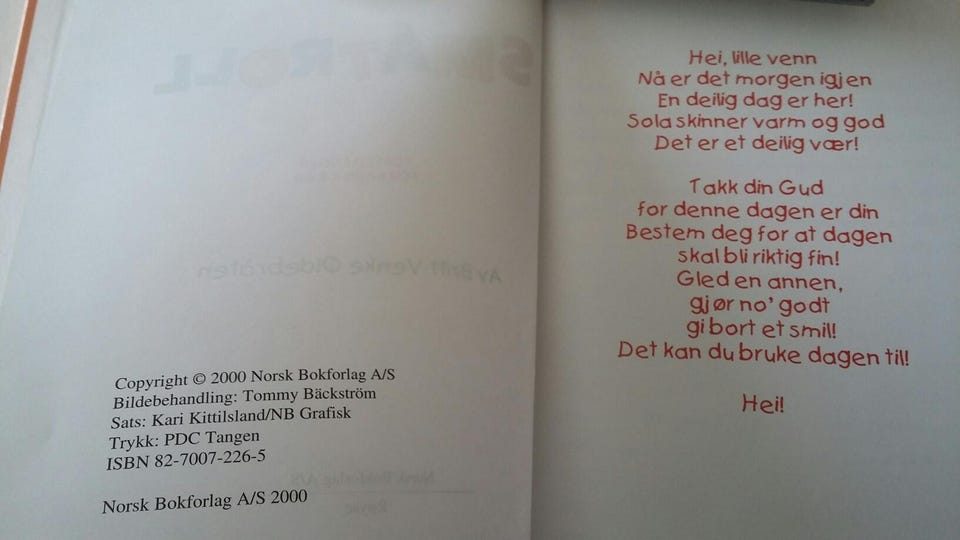 Copyright © 2000 Norsk Bokforlag A/S
Bildebehandling: Tommy Bäckström
Sats: Kari Kittilsland/NB Grafisk
Trykk: PDC Tangen
ISBN 82-7007-226-5
Norsk Bokforlag A/S 2000
Hei, lille venn
Nå er det morgen igjen
En deilig dag er her!
Sola skinner varm og god
Det er et deilig vær!
Takk din Gud
for denne dagen er din
Bestem deg for at dagen
skal bli riktig fin!
Gled en annen,
gjør no' godt
gi bort et smil!
Det kan du bruke dagen til!
Hei!